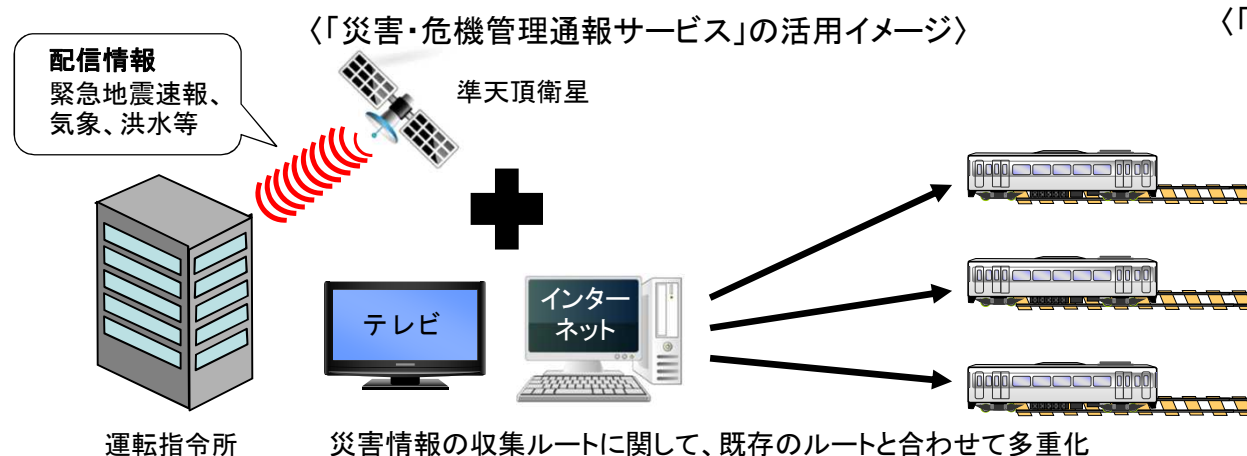 〈「災害・危機管理通報サービス」の活用イメージ〉
〈「
配信情報
緊急地震速報、
気象、洪水等
準天頂衛星
テレビ
インター
ネット
運転指令所
災害情報の収集ルートに関して、既存のルートと合わせて多重化